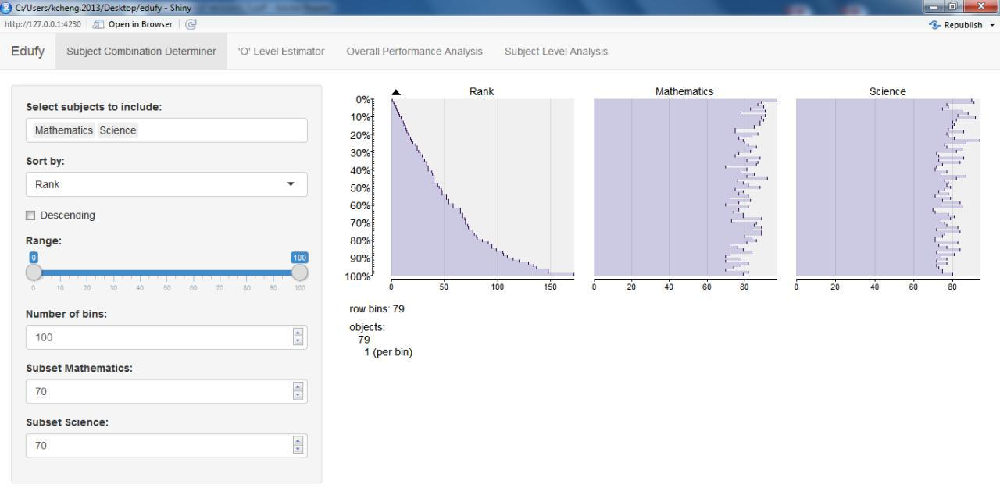 C:/Users/kcheng.2013/Desktop/edufy - Shiny
http://127.0.0.1:4230 Open in Browser Republish
Edufy Subject Combination Determiner 'O' Level Estimator Overall Performance Analysis Subject Level Analysis
Select subjects to include:
Mathematics Science
Sort by:
Rank
Descending
Range:
0 100
0 10 20 30 40 50 60 70 80 90 100
Number of bins:
100
Subset Mathematics:
70
Subset Science:
70
Rank Mathematics Science
0%
10%
20%
30%
40%
50%
60%
70%
80%
90%
100%
0 50 100 150 0 20 40 60 80 0 20 40 60 80
row bins: 79
objects:
79
1 (per bin)